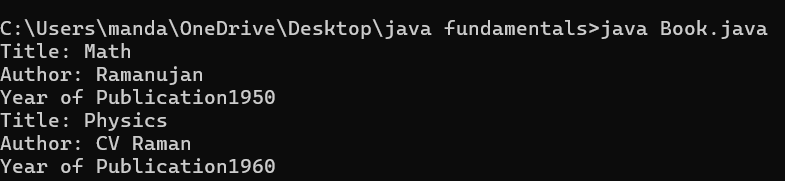 C:\Users\manda\OneDrive\Desktop\java fundamentals>java Book.java
Title: Math
Author: Ramanujan
Year of Publication1950
Title: Physics
Author: CV Raman
Year of Publication1960